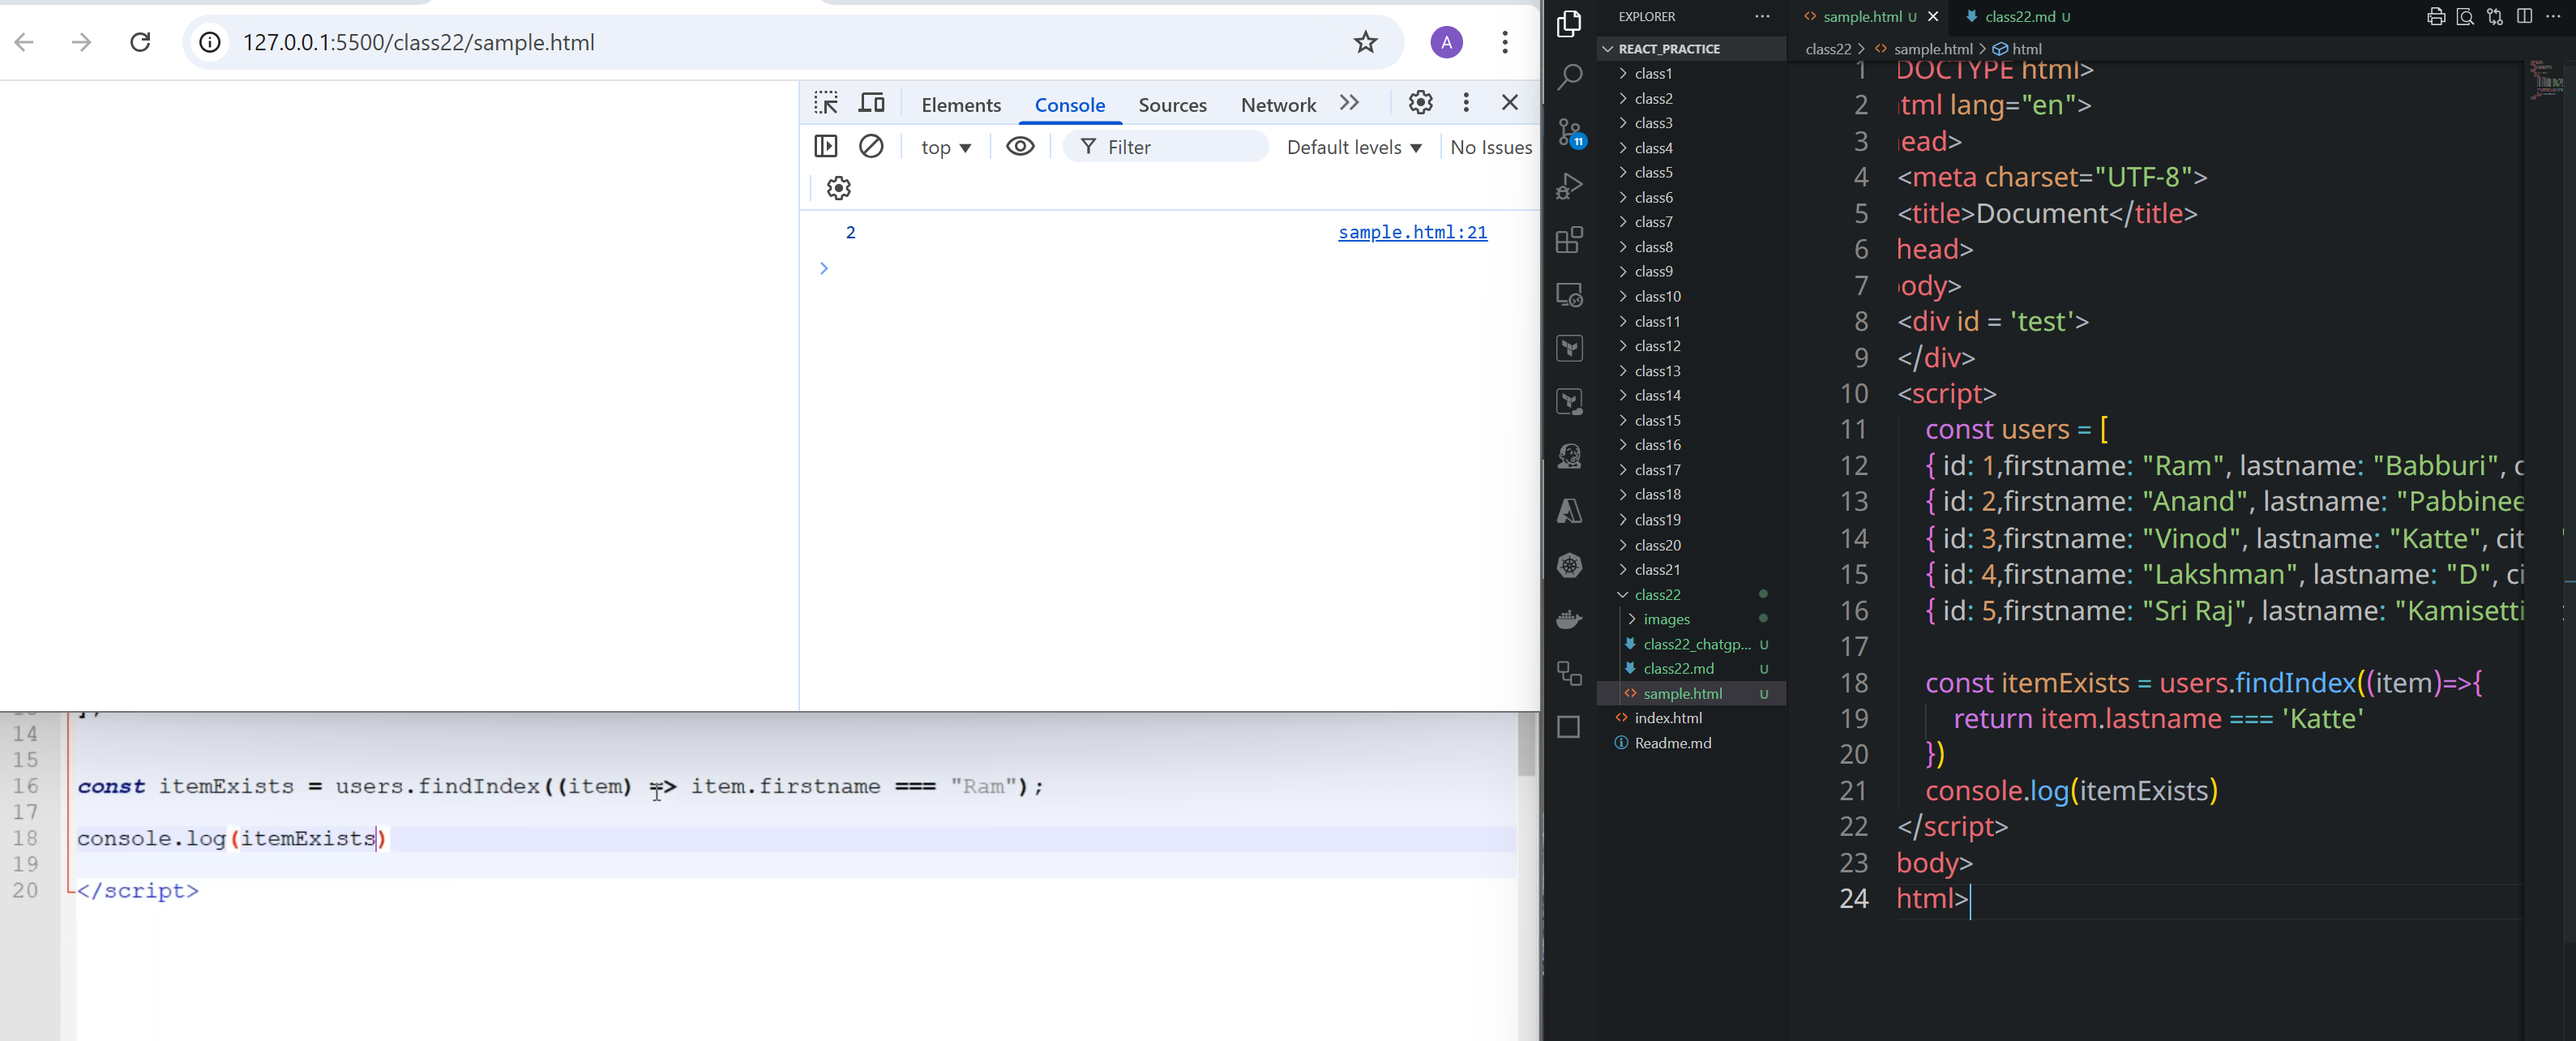 127.0.0.1:5500/class22/sample.html
A
Elements Console Sources Network
top Filter Default levels No Issues
2 sample.html:21
14
15
16 const itemExists = users.findIndex((item) => item.firstname === "Ram");
17
18 console.log(itemExists)
19
20 </script>
11
EXPLORER
REACT_PRACTICE
class1
class2
class3
class4
class5
class6
class7
class8
class9
class10
class11
class12
class13
class14
class15
class16
class17
class18
class19
class20
class21
class22
images
class22_chatgp... U
class22.md U
sample.html U
index.html
Readme.md
sample.html U class22.md U
class22 > sample.html > html
1 DOCTYPE html>
2 tml lang="en">
3 ead>
4 <meta charset="UTF-8">
5 <title>Document</title>
6 head>
7 ody>
8 <div id = 'test'>
9 </div>
10 <script>
11 const users = [
12 { id: 1,firstname: "Ram", lastname: "Babburi", c
13 { id: 2,firstname: "Anand", lastname: "Pabbinee
14 { id: 3,firstname: "Vinod", lastname: "Katte", cit
15 { id: 4,firstname: "Lakshman", lastname: "D", ci
16 { id: 5,firstname: "Sri Raj", lastname: "Kamisetti
17
18 const itemExists = users.findIndex((item)=>{
19 return item.lastname === 'Katte'
20 })
21 console.log(itemExists)
22 </script>
23 body>
24 html>